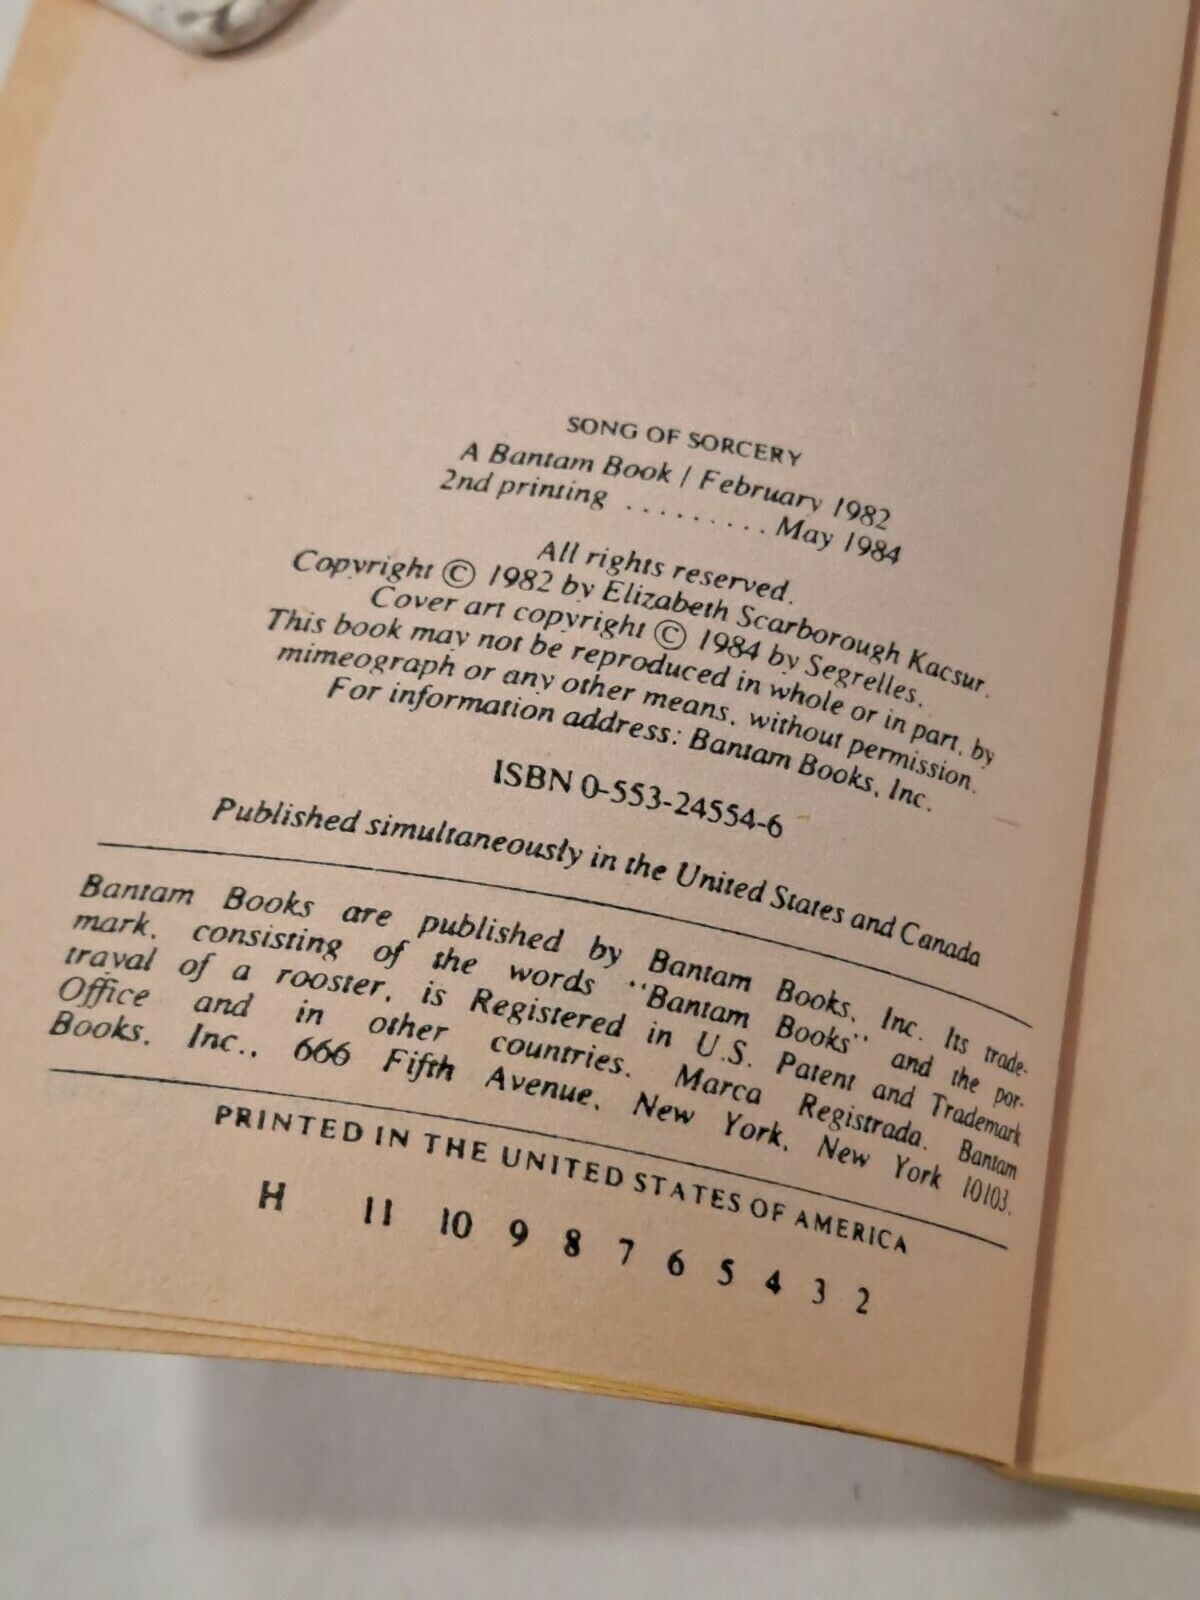 SONG OF SORCERY
A Bantam Book / February 1982
2nd printing ......... May 1984
All rights reserved.
Copyright © 1982 by Elizabeth Scarborough Kacsur.
Cover art copyright © 1984 by Segrelles.
This book may not be reproduced in whole or in part, by
mimeograph or any other means, without permission.
For information address: Bantam Books, Inc.
ISBN 0-553-24554-6
Published simultaneously in the United States and Canada
Bantam Books are published by Bantam Books, Inc. Its trade-
mark, consisting of the words "Bantam Books" and the por-
trayal of a rooster, is Registered in U.S. Patent and Trademark
Office and in other countries. Marca Registrada. Bantam
Books, Inc., 666 Fifth Avenue, New York, New York 10103.
PRINTED IN THE UNITED STATES OF AMERICA
H 11 10 9 8 7 6 5 4 3 2